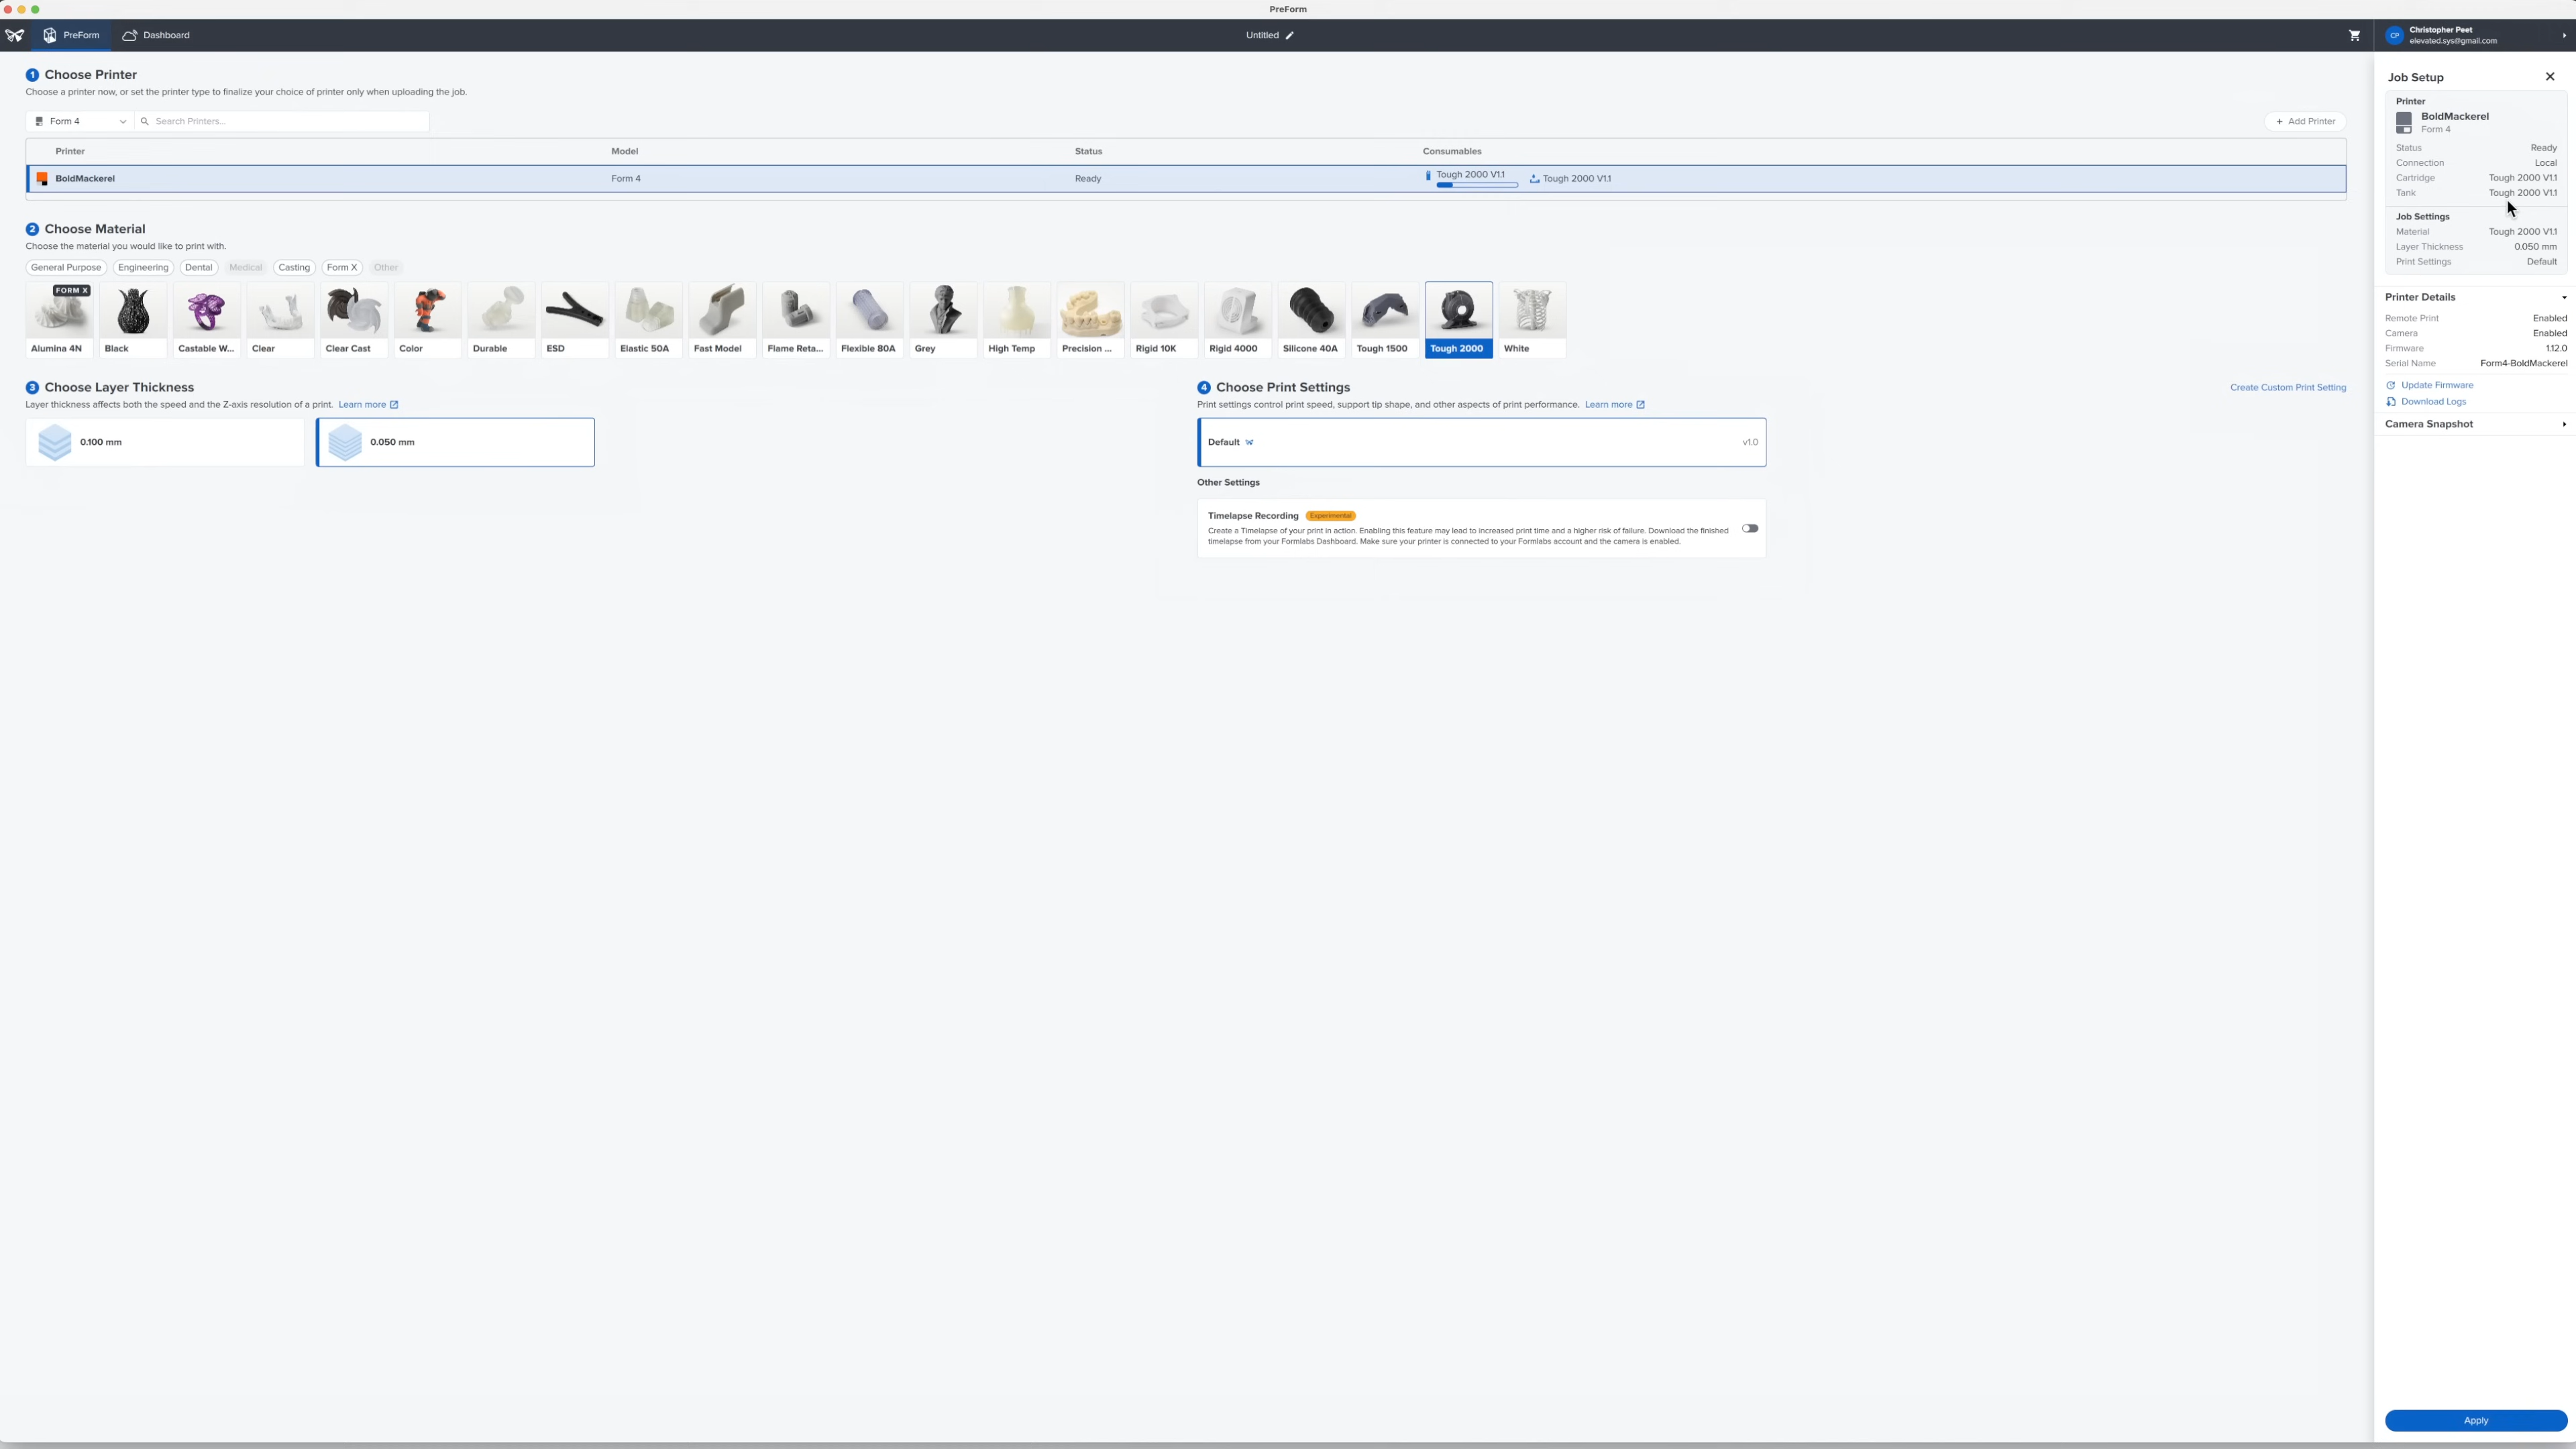 PreForm
PreForm
Dashboard
Untitled
CP
Christopher Peet
elevated.sys@gmail.com
1 Choose Printer
Choose a printer now, or set the printer type to finalize your choice of printer only when uploading the job.
Form 4
Search Printers...
+ Add Printer
Printer Model Status Consumables
BoldMackerel Form 4 Ready Tough 2000 V1.1 Tough 2000 V1.1
2 Choose Material
Choose the material you would like to print with.
General Purpose Engineering Dental Medical Casting Form X Other
FORM X
Alumina 4N Black Castable W... Clear Clear Cast Color Durable ESD Elastic 50A Fast Model Flame Reta... Flexible 80A Grey High Temp Precision ... Rigid 10K Rigid 4000 Silicone 40A Tough 1500 Tough 2000 White
3 Choose Layer Thickness
Layer thickness affects both the speed and the Z-axis resolution of a print. Learn more
0.100 mm 0.050 mm
4 Choose Print Settings
Create Custom Print Setting
Print settings control print speed, support tip shape, and other aspects of print performance. Learn more
Default v1.0
Other Settings
Timelapse Recording Experimental
Create a Timelapse of your print in action. Enabling this feature may lead to increased print time and a higher risk of failure. Download the finished
timelapse from your Formlabs Dashboard. Make sure your printer is connected to your Formlabs account and the camera is enabled.
Job Setup
Printer
BoldMackerel
Form 4
Status Ready
Connection Local
Cartridge Tough 2000 V1.1
Tank Tough 2000 V1.1
Job Settings
Material Tough 2000 V1.1
Layer Thickness 0.050 mm
Print Settings Default
Printer Details
Remote Print Enabled
Camera Enabled
Firmware 1.12.0
Serial Name Form4-BoldMackerel
Update Firmware
Download Logs
Camera Snapshot
Apply